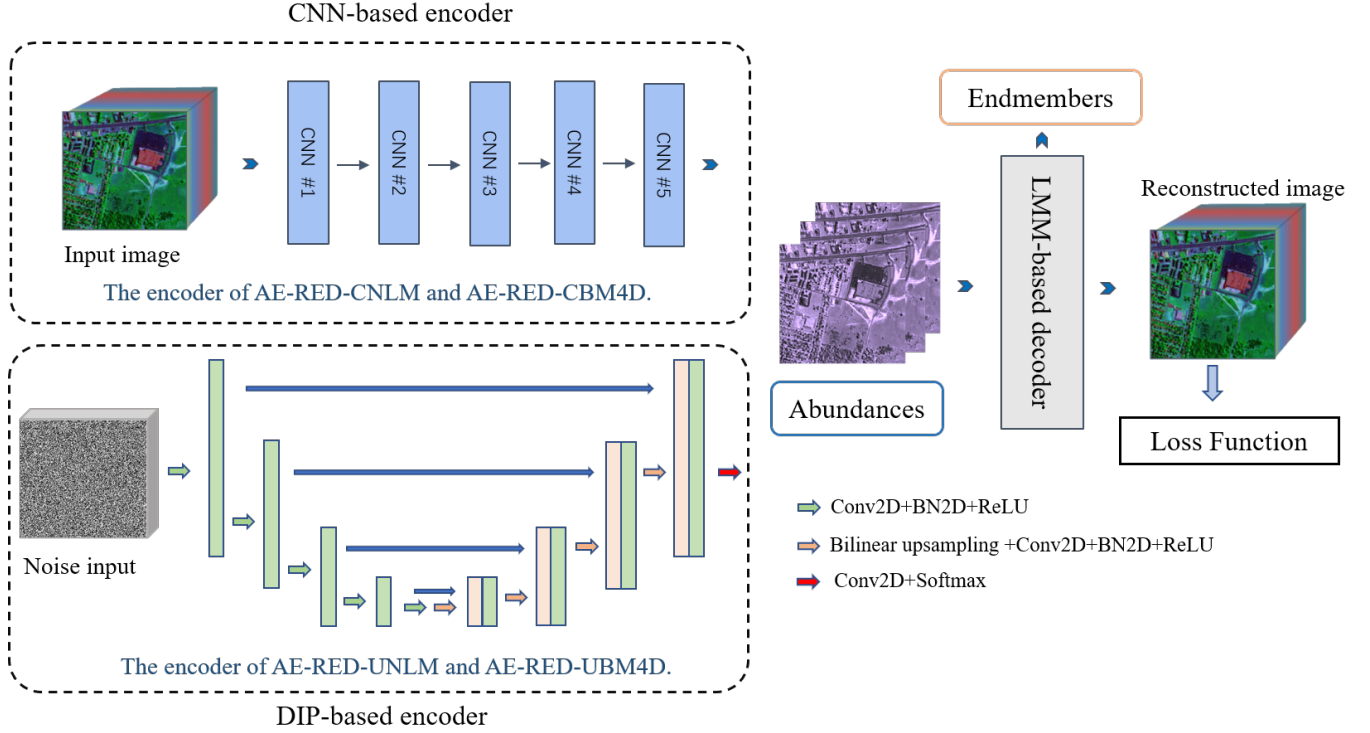 CNN-based encoder
CNN #1
CNN #2
CNN #3
CNN #4
CNN #5
Input image
The encoder of AE-RED-CNLM and AE-RED-CBM4D.
Noise input
The encoder of AE-RED-UNLM and AE-RED-UBM4D.
DIP-based encoder
Abundances
Endmembers
LMM-based decoder
Reconstructed image
Loss Function
Conv2D+BN2D+ReLU
Bilinear upsampling +Conv2D+BN2D+ReLU
Conv2D+Softmax